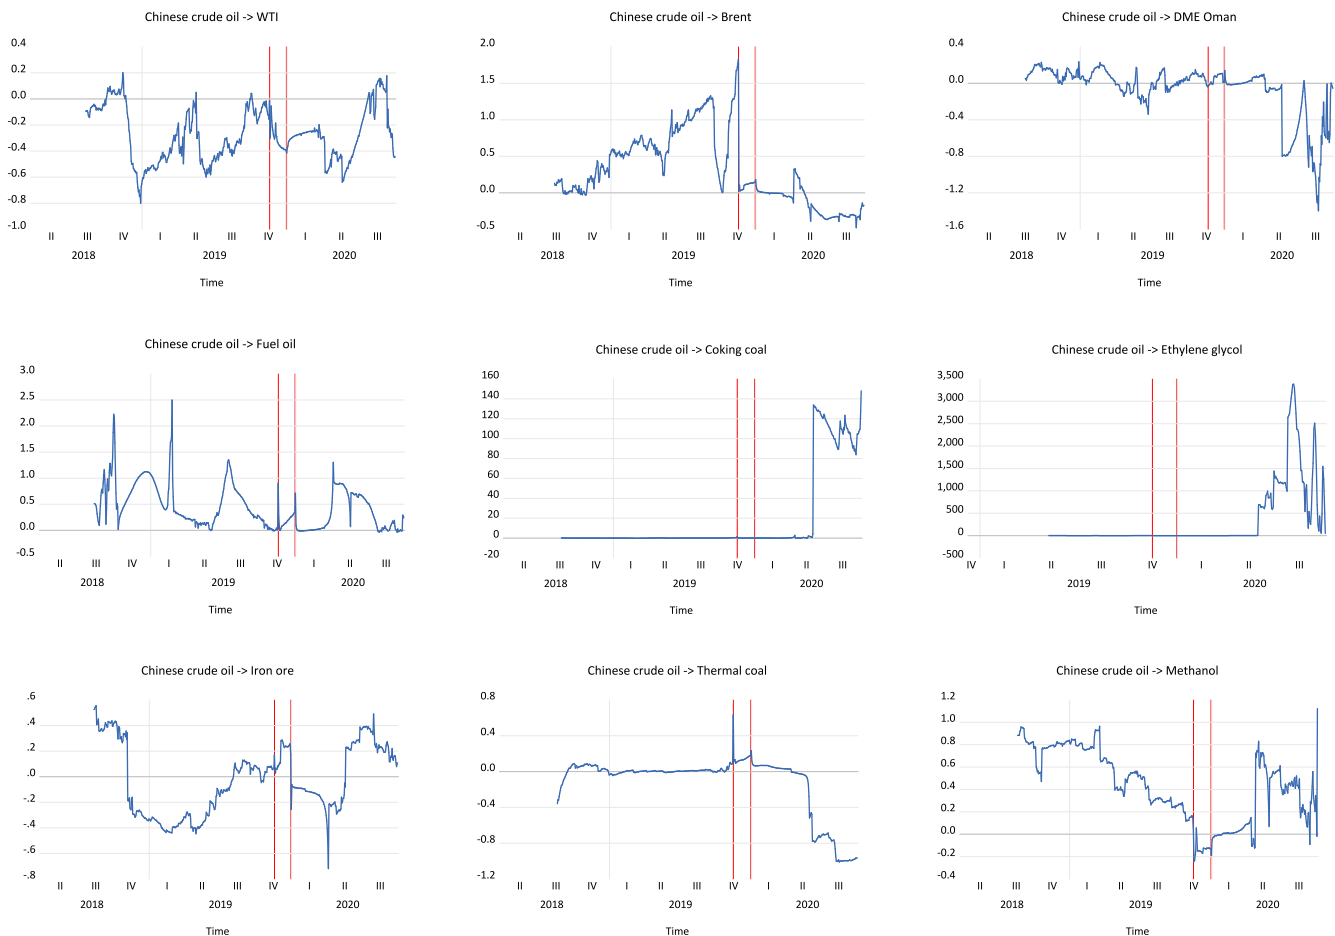 Chinese crude oil -> WTI
0.4
0.2
0.0
-0.2
-0.4
-0.6
-0.8
-1.0
II III IV I II III IV I II III
2018 2019 2020
Time
Chinese crude oil -> Brent
2.0
1.5
1.0
0.5
0.0
-0.5
II III IV I II III IV I II III
2018 2019 2020
Time
Chinese crude oil -> DME Oman
0.4
0.0
-0.4
-0.8
-1.2
-1.6
II III IV I II III IV I II III
2018 2019 2020
Time
Chinese crude oil -> Fuel oil
3.0
2.5
2.0
1.5
1.0
0.5
0.0
-0.5
II III IV I II III IV I II III
2018 2019 2020
Time
Chinese crude oil -> Coking coal
160
140
120
100
80
60
40
20
0
-20
II III IV I II III IV I II III
2018 2019 2020
Time
Chinese crude oil -> Ethylene glycol
3,500
3,000
2,500
2,000
1,500
1,000
500
0
-500
IV I II III IV I II III
2019 2020
Time
Chinese crude oil -> Iron ore
.6
.4
.2
.0
-.2
-.4
-.6
-.8
II III IV I II III IV I II III
2018 2019 2020
Time
Chinese crude oil -> Thermal coal
0.8
0.4
0.0
-0.4
-0.8
-1.2
II III IV I II III IV I II III
2018 2019 2020
Time
Chinese crude oil -> Methanol
1.2
1.0
0.8
0.6
0.4
0.2
0.0
-0.2
-0.4
II III IV I II III IV I II III
2018 2019 2020
Time